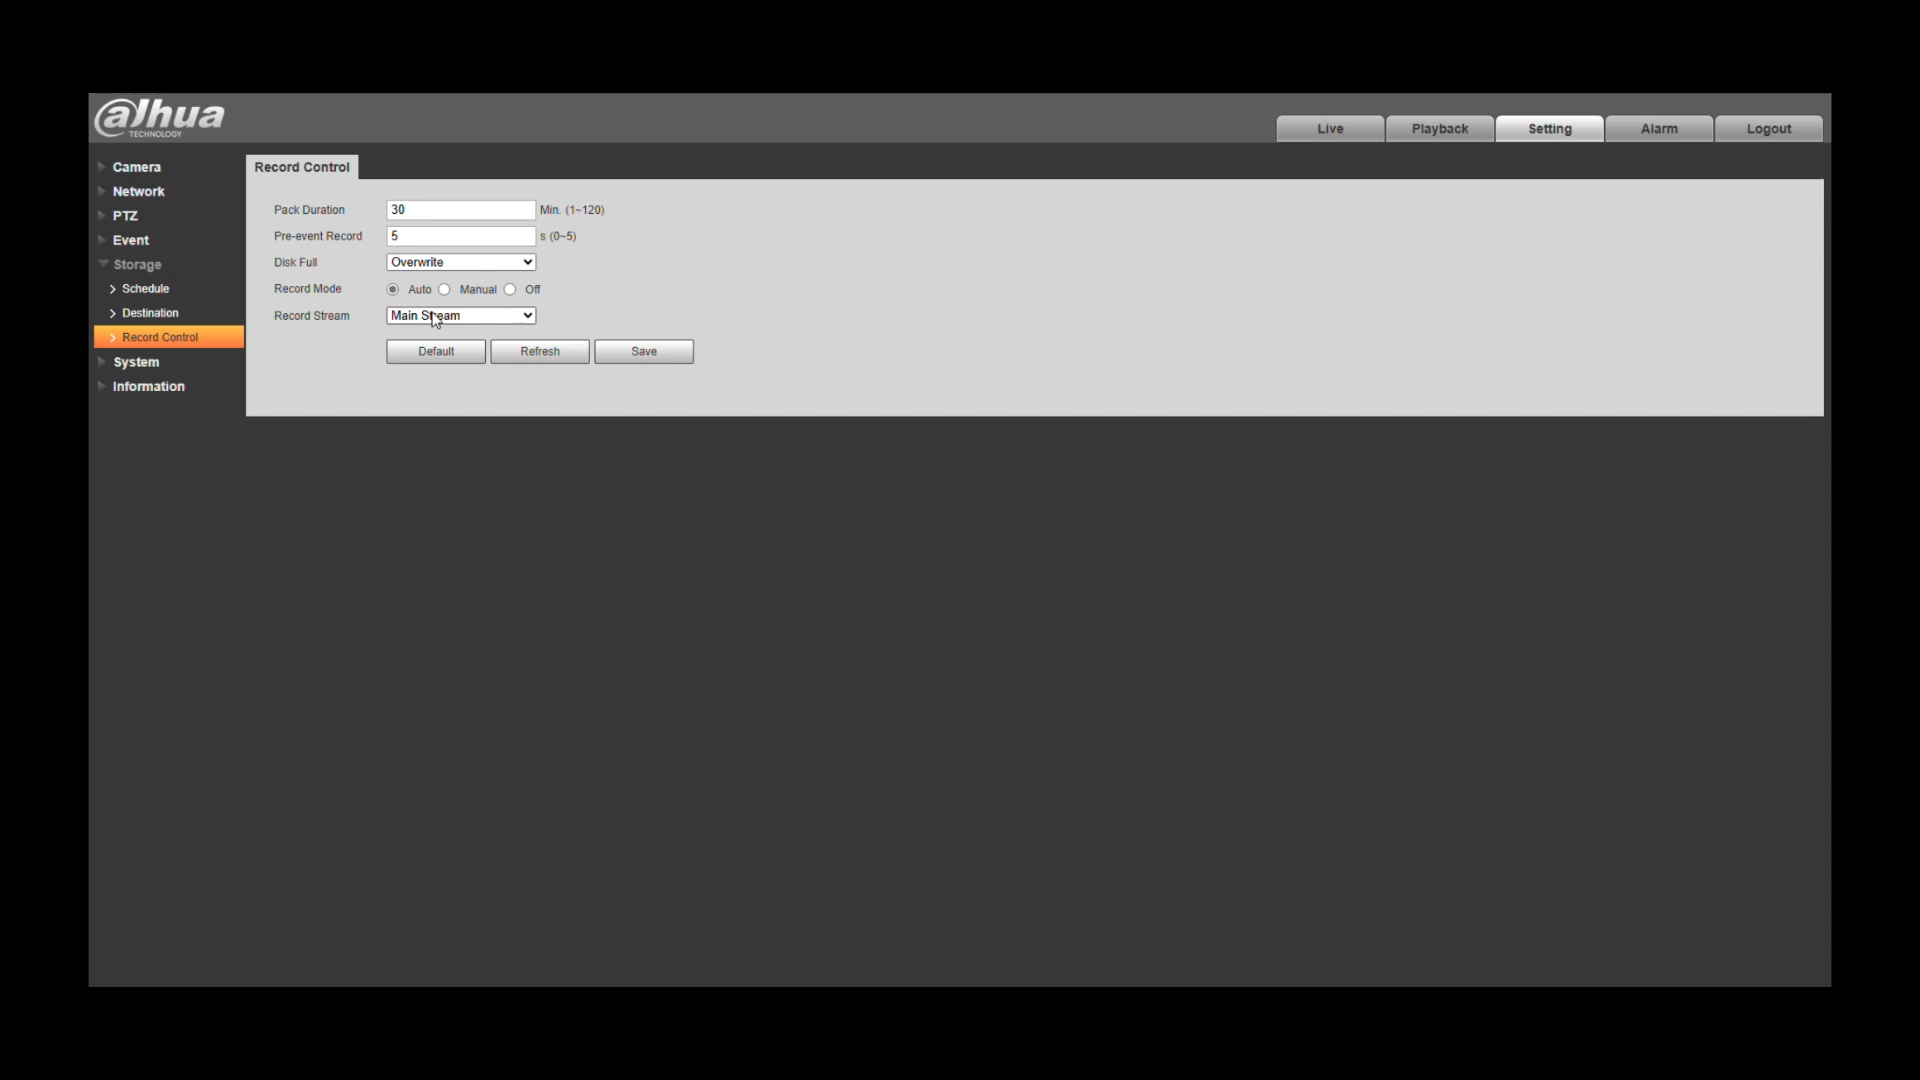 alhua
TECHNOLOGY
Live
Playback
Setting
Alarm
Logout
Camera
Network
PTZ
Event
Storage
Schedule
Destination
Record Control
System
Information
Record Control
Pack Duration 30 Min. (1~120)
Pre-event Record 5 s (0~5)
Disk Full Overwrite
Record Mode Auto Manual Off
Record Stream Main Stream
Default Refresh Save